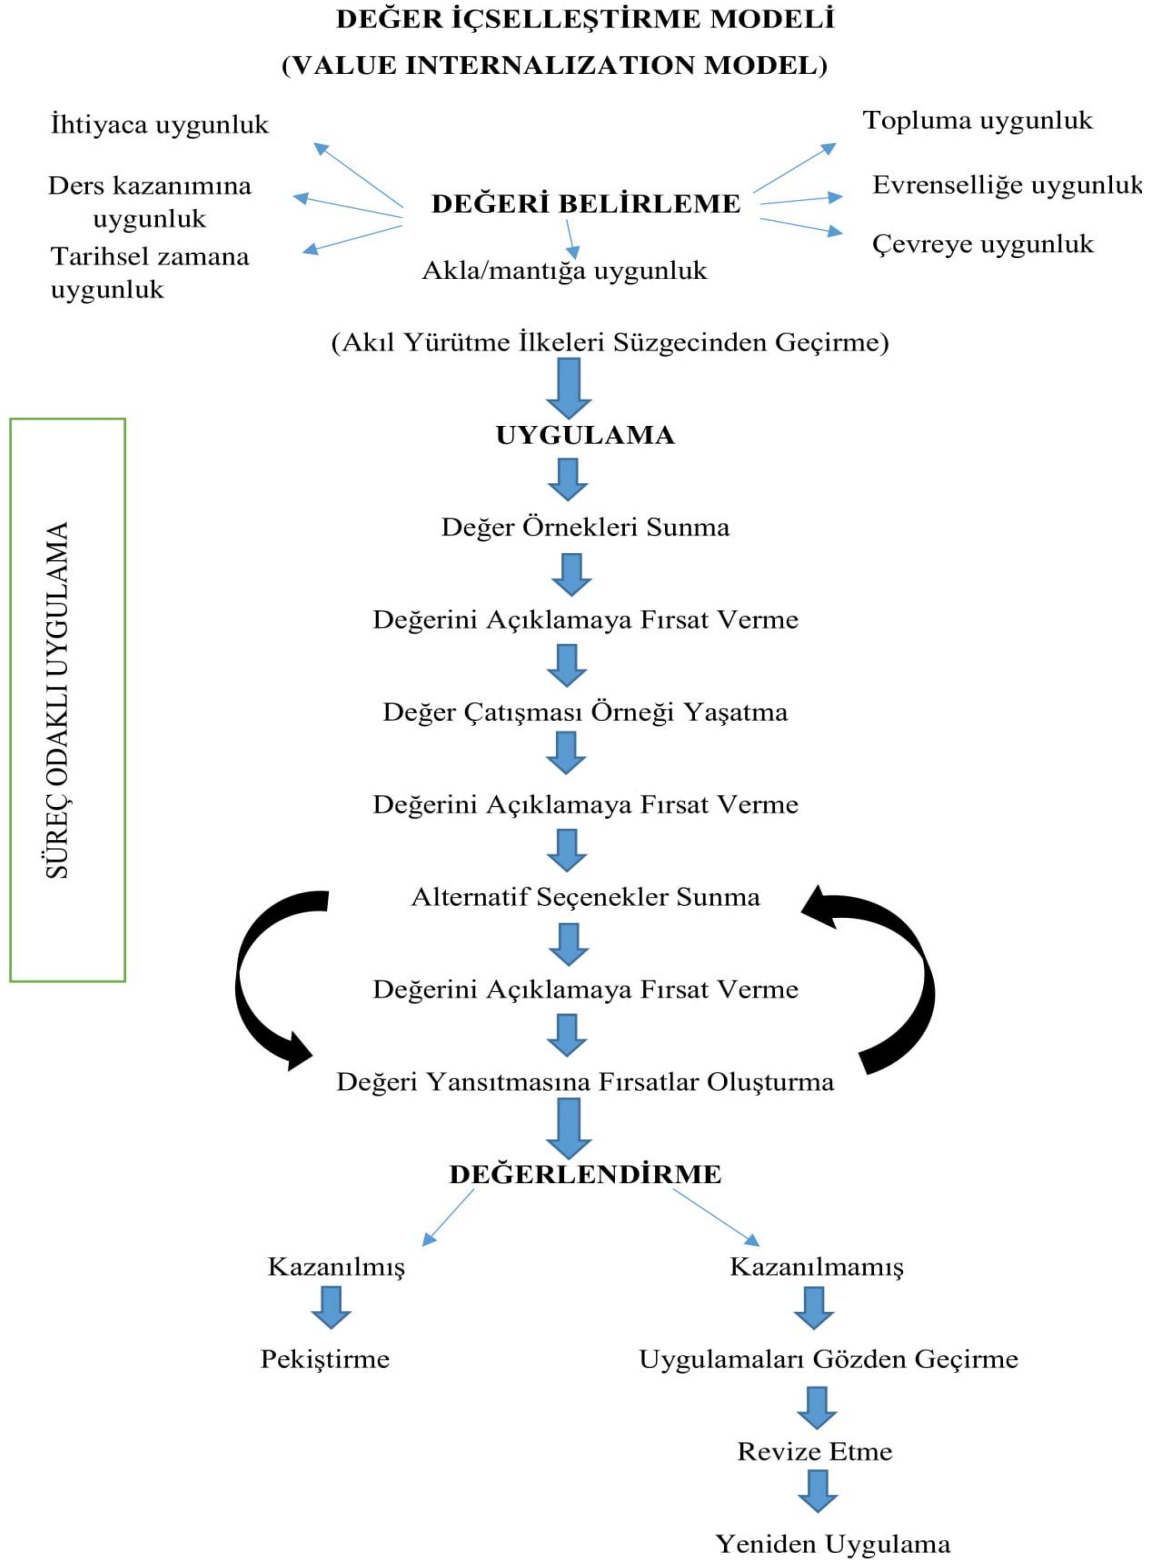 DEĞER İÇSELLEŞTİRME MODELİ
(VALUE INTERNALIZATION MODEL)
İhtiyaca uygunluk
Ders kazanımına
uygunluk
Tarihsel zamana
uygunluk
DEĞERİ BELİRLEME
Akla/mantığa uygunluk
Topluma uygunluk
Evrenselliğe uygunluk
Çevreye uygunluk
(Akıl Yürütme İlkeleri Süzgecinden Geçirme)
SÜREÇ ODAKLI UYGULAMA
UYGULAMA
Değer Örnekleri Sunma
Değerini Açıklamaya Fırsat Verme
Değer Çatışması Örneği Yaşatma
Değerini Açıklamaya Fırsat Verme
Alternatif Seçenekler Sunma
Değerini Açıklamaya Fırsat Verme
Değeri Yansıtmasına Fırsatlar Oluşturma
DEĞERLENDİRME
Kazanılmış
Pekiştirme
Kazanılmamış
Uygulamaları Gözden Geçirme
Revize Etme
Yeniden Uygulama